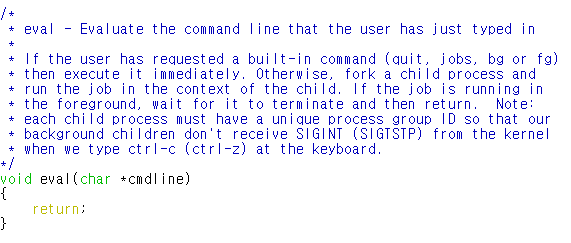 /*
 * eval - Evaluate the command line that the user has just typed in
 *
 * If the user has requested a built-in command (quit, jobs, bg or fg)
 * then execute it immediately. Otherwise, fork a child process and
 * run the job in the context of the child. If the job is running in
 * the foreground, wait for it to terminate and then return.  Note:
 * each child process must have a unique process group ID so that our
 * background children don't receive SIGINT (SIGTSTP) from the kernel
 * when we type ctrl-c (ctrl-z) at the keyboard.
*/
void eval(char *cmdline)
{
    return;
}